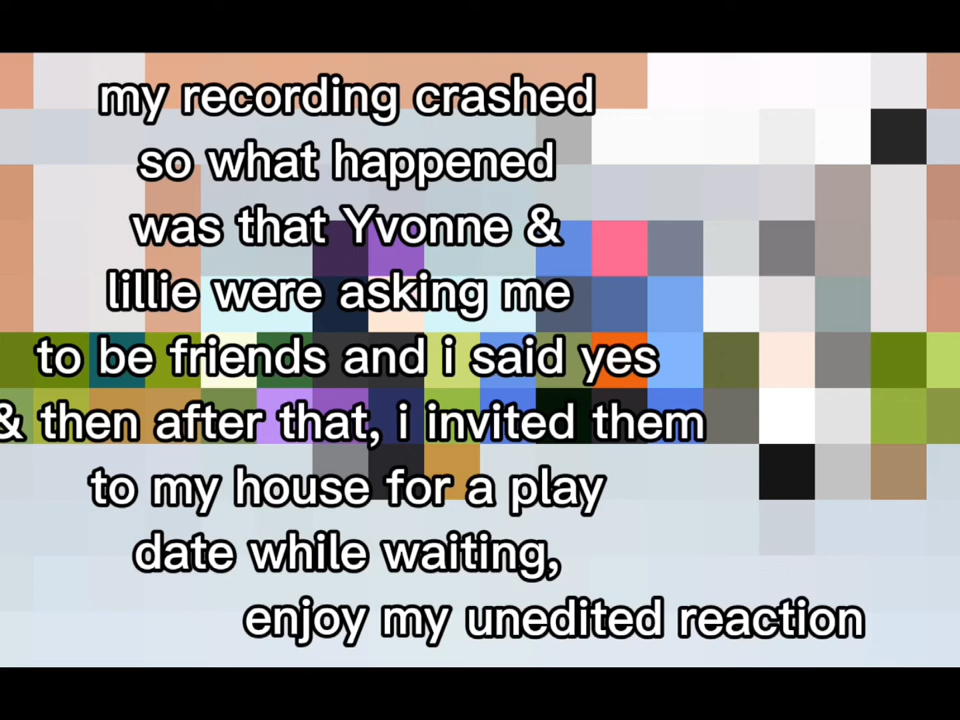 my recording crashed
so what happened
was that Yvonne &
lillie were asking me
to be friends and i said yes
& then after that, i invited them
to my house for a play
date while waiting,
enjoy my unedited reaction